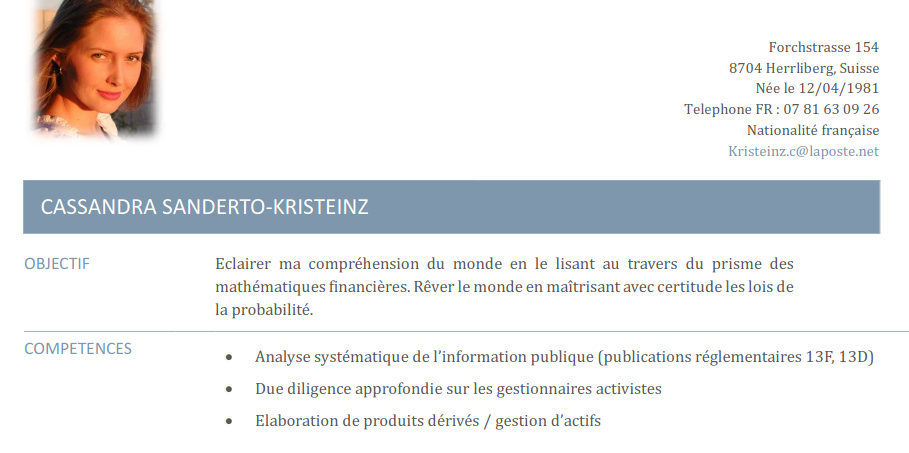 Forchstrasse 154
8704 Herrliberg, Suisse
Née le 12/04/1981
Telephone FR : 07 81 63 09 26
Nationalité française
Kristeinz.c@laposte.net
CASSANDRA SANDERTO-KRISTEINZ
OBJECTIF
Eclairer ma compréhension du monde en le lisant au travers du prisme des
mathématiques financières. Rêver le monde en maîtrisant avec certitude les lois de
la probabilité.
COMPETENCES
• Analyse systématique de l'information publique (publications réglementaires 13F, 13D)
• Due diligence approfondie sur les gestionnaires activistes
• Elaboration de produits dérivés / gestion d'actifs